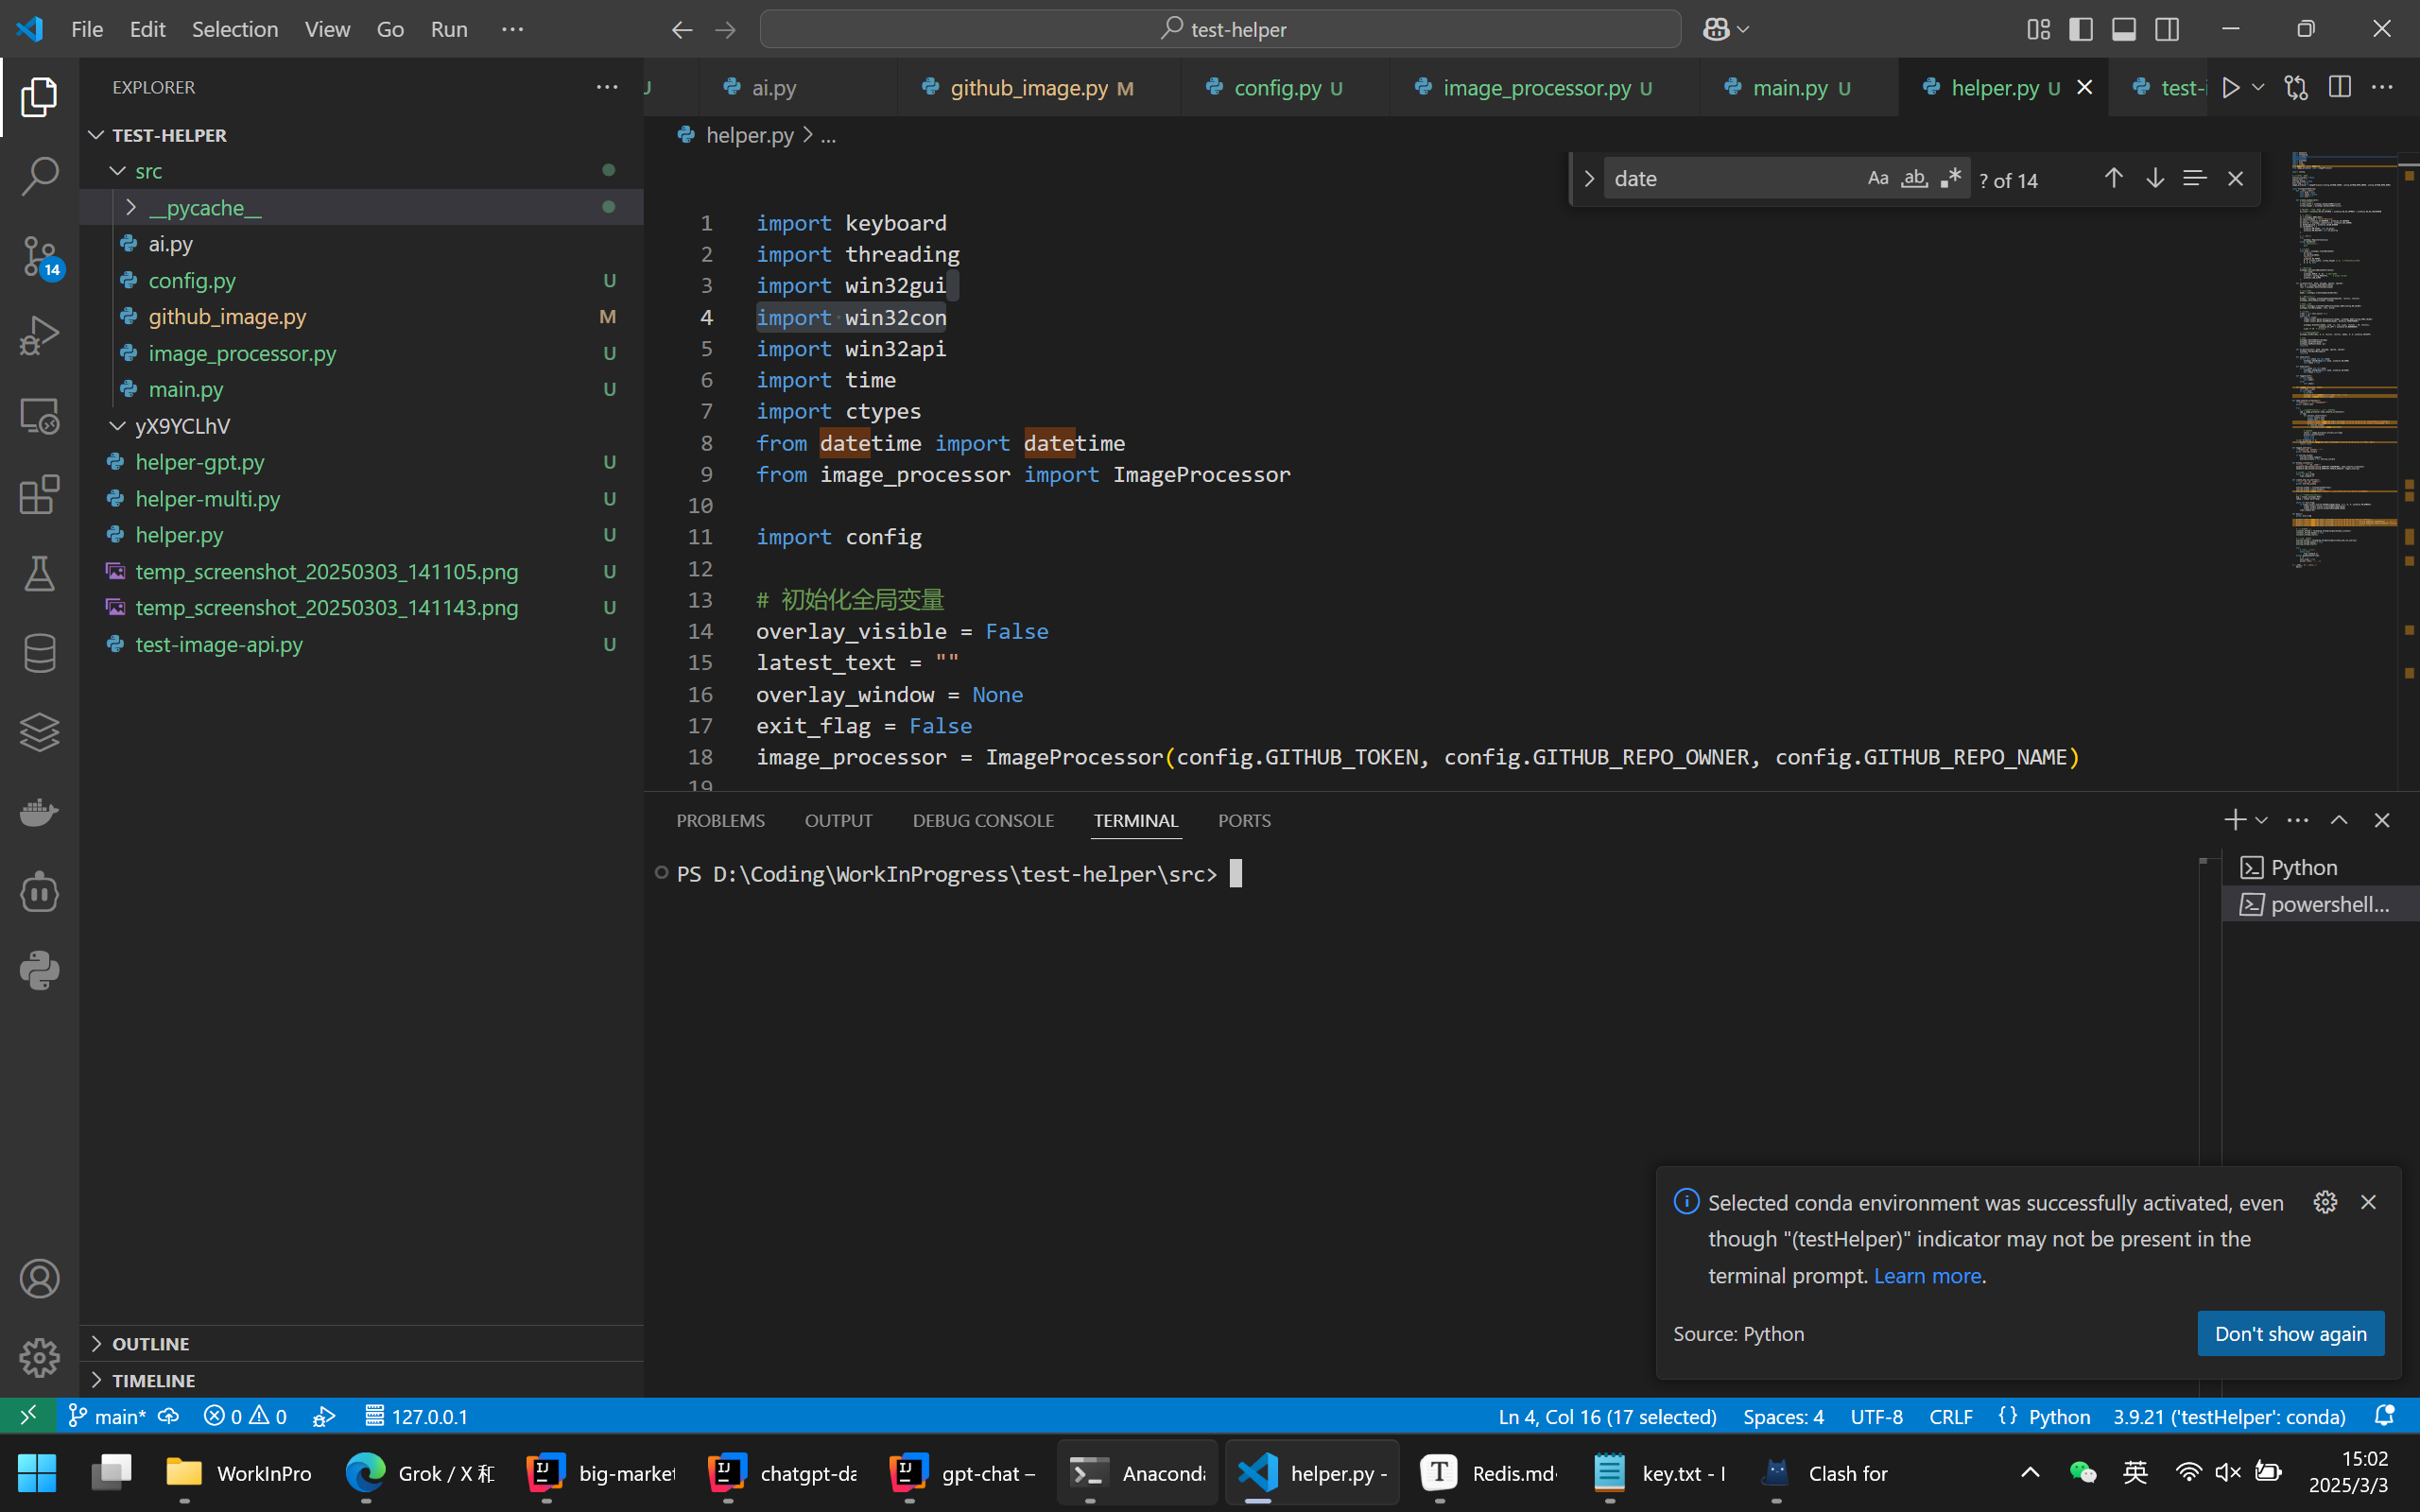 File Edit Selection View Go Run ···
test-helper
EXPLORER ···
U ai.py github_image.py M config.py U image_processor.py U main.py U helper.py U test-i
TEST-HELPER
src
__pycache__
ai.py
config.py U
github_image.py M
image_processor.py U
main.py U
yX9YCLhV
helper-gpt.py U
helper-multi.py U
helper.py U
temp_screenshot_20250303_141105.png U
temp_screenshot_20250303_141143.png U
test-image-api.py U
OUTLINE
TIMELINE
14
helper.py > ...
date Aa ab .* ? of 14
1 import keyboard
2 import threading
3 import win32gui
4 import win32con
5 import win32api
6 import time
7 import ctypes
8 from datetime import datetime
9 from image_processor import ImageProcessor
10
11 import config
12
13 # 初始化全局变量
14 overlay_visible = False
15 latest_text = ""
16 overlay_window = None
17 exit_flag = False
18 image_processor = ImageProcessor(config.GITHUB_TOKEN, config.GITHUB_REPO_OWNER, config.GITHUB_REPO_NAME)
19
PROBLEMS OUTPUT DEBUG CONSOLE TERMINAL PORTS
PS D:\Coding\WorkInProgress\test-helper\src>
Python
powershell...
Selected conda environment was successfully activated, even
though "(testHelper)" indicator may not be present in the
terminal prompt. Learn more.
Source: Python
Don't show again
main* 0 0 127.0.0.1
Ln 4, Col 16 (17 selected) Spaces: 4 UTF-8 CRLF {} Python 3.9.21 ('testHelper': conda)
WorkInPro Grok / X 和 big-market chatgpt-da gpt-chat – Anaconda helper.py - Redis.md- key.txt - Clash for
英
15:02
2025/3/3